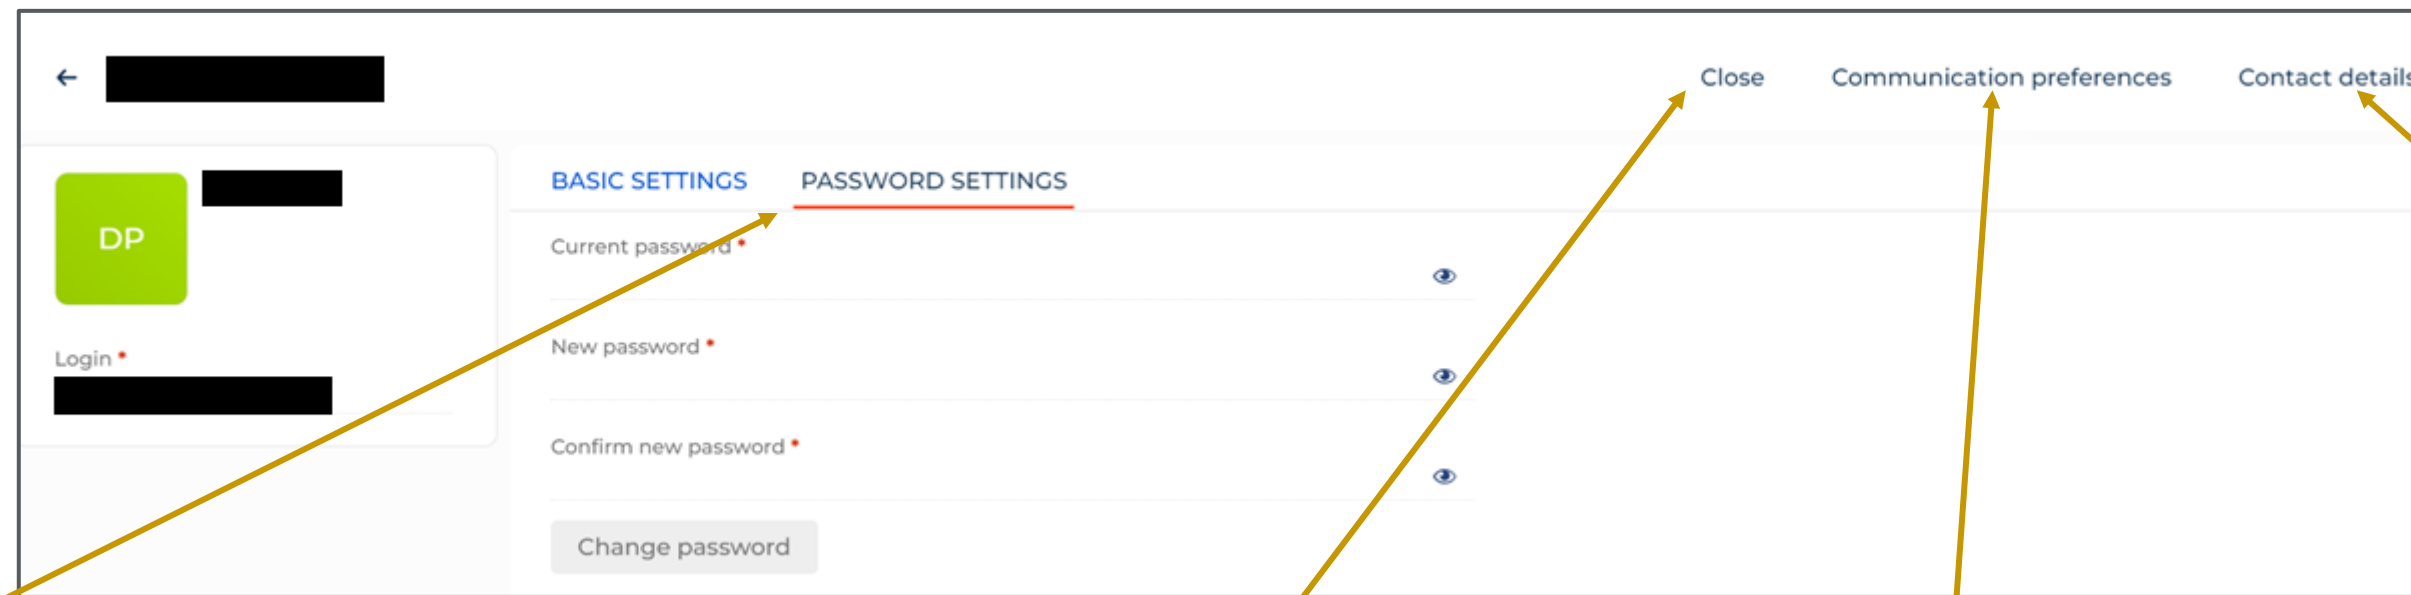 Close Communication preferences Contact details
BASIC SETTINGS PASSWORD SETTINGS
DP
Current password *
New password *
Login *
Confirm new password *
Change password